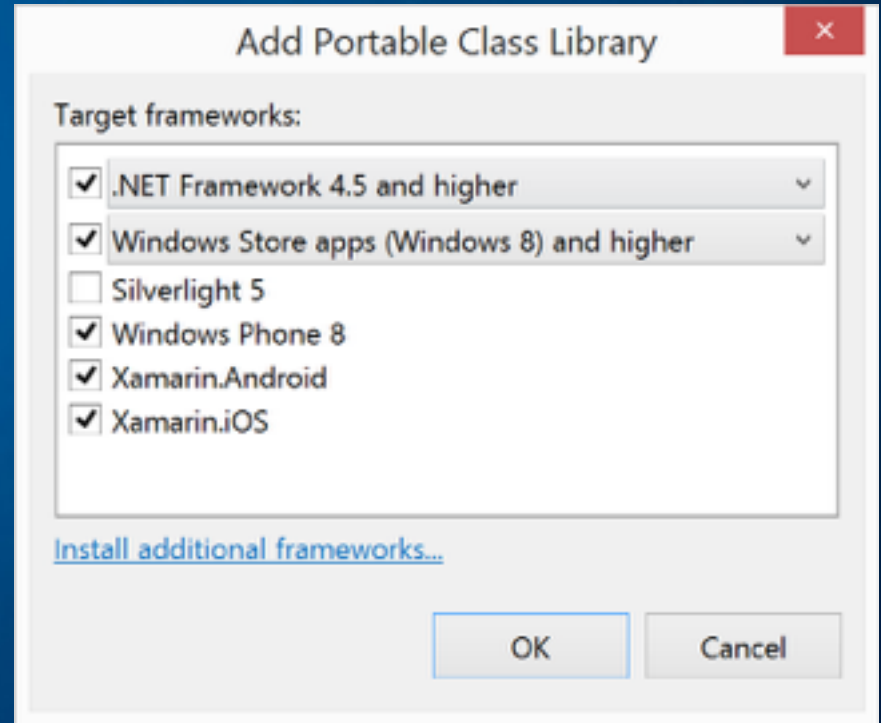 Add Portable Class Library
Target frameworks:
.NET Framework 4.5 and higher
Windows Store apps (Windows 8) and higher
Silverlight 5
Windows Phone 8
Xamarin.Android
Xamarin.iOS
Install additional frameworks...
OK Cancel